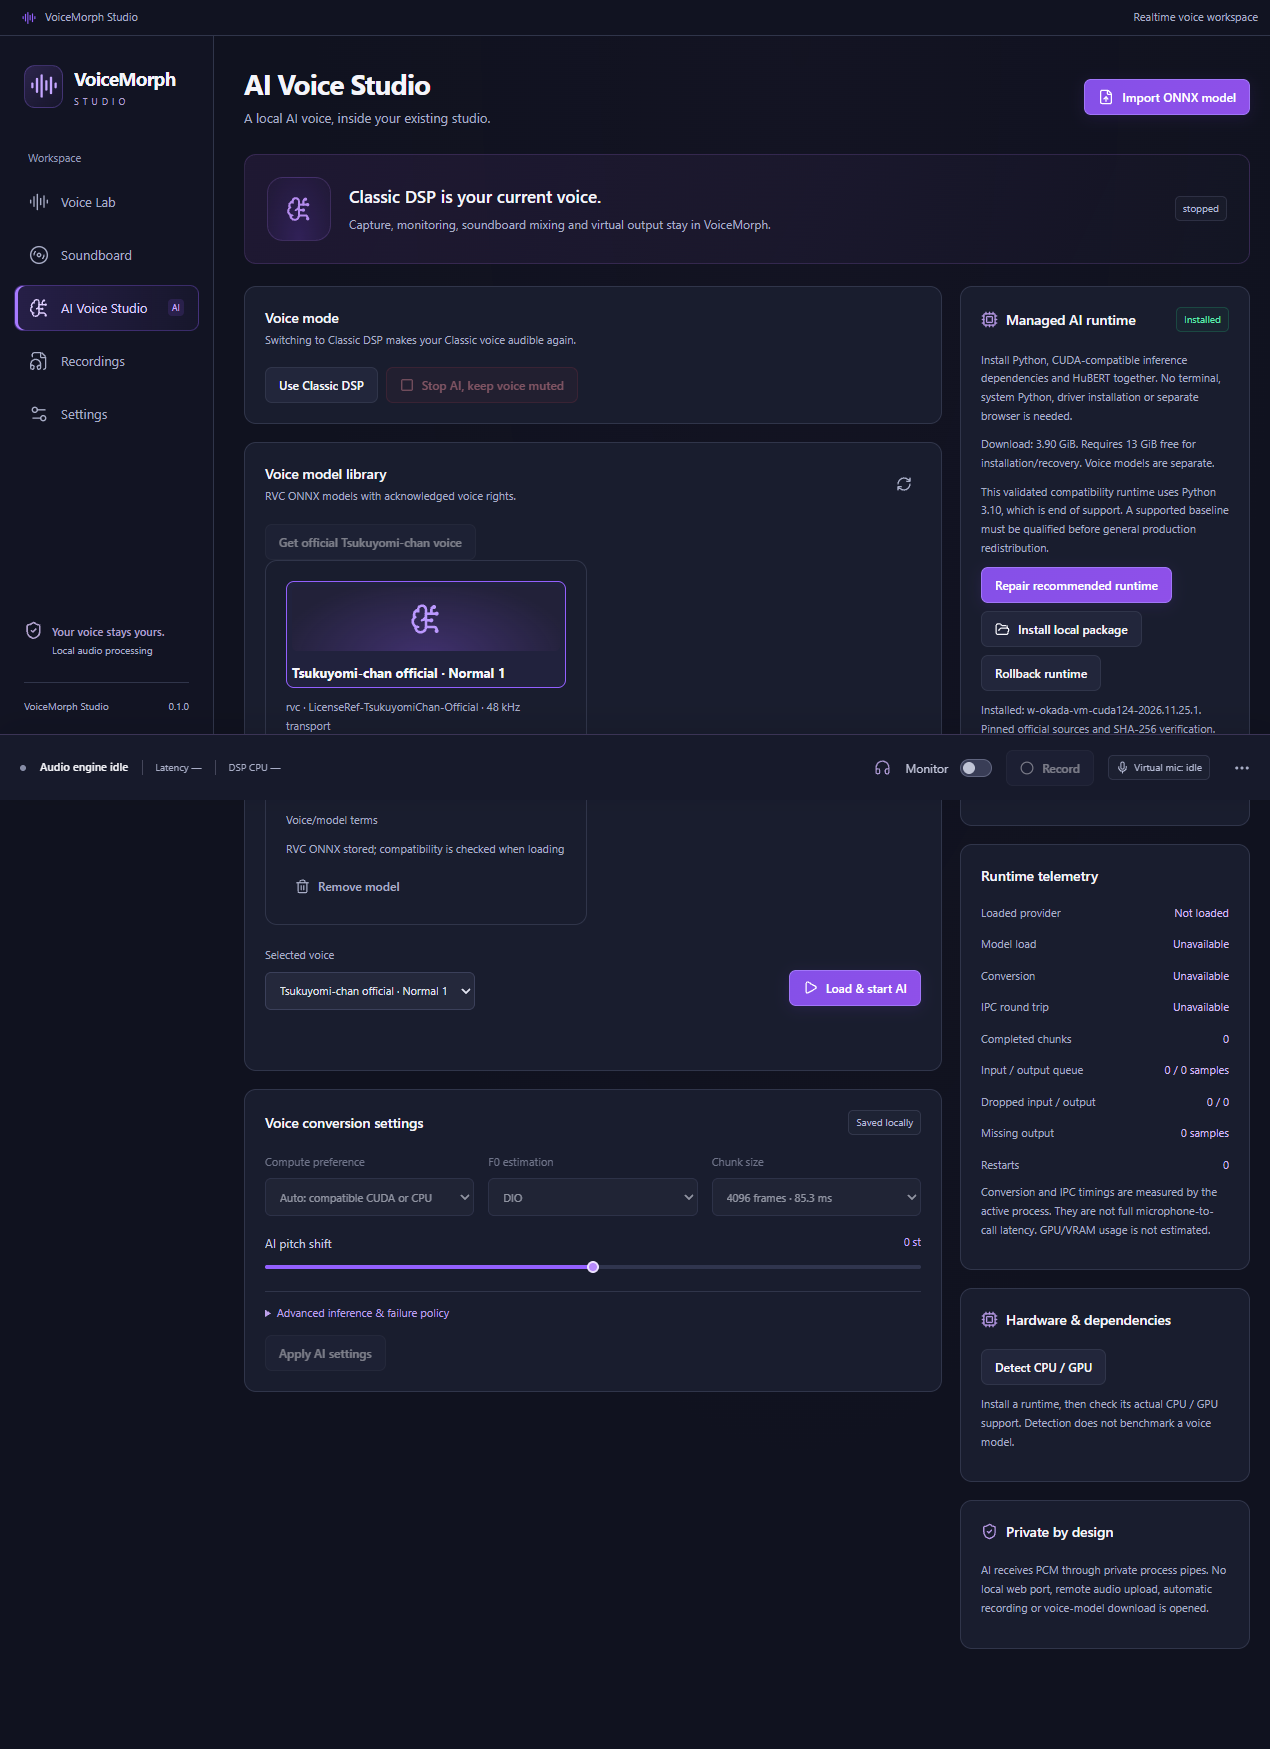 VoiceMorph Studio
Realtime voice workspace
VoiceMorph
STUDIO
Workspace
Voice Lab
Soundboard
AI Voice Studio
AI
Recordings
Settings
Your voice stays yours.
Local audio processing
VoiceMorph Studio
0.1.0
AI Voice Studio
A local AI voice, inside your existing studio.
Import ONNX model
Classic DSP is your current voice.
Capture, monitoring, soundboard mixing and virtual output stay in VoiceMorph.
stopped
Voice mode
Switching to Classic DSP makes your Classic voice audible again.
Use Classic DSP
Stop AI, keep voice muted
Voice model library
RVC ONNX models with acknowledged voice rights.
Get official Tsukuyomi-chan voice
Tsukuyomi-chan official · Normal 1
rvc · LicenseRef-TsukuyomiChan-Official · 48 kHz
transport
Managed AI runtime
Installed
Install Python, CUDA-compatible inference
dependencies and HuBERT together. No terminal,
system Python, driver installation or separate
browser is needed.
Download: 3.90 GiB. Requires 13 GiB free for
installation/recovery. Voice models are separate.
This validated compatibility runtime uses Python
3.10, which is end of support. A supported baseline
must be qualified before general production
redistribution.
Repair recommended runtime
Install local package
Rollback runtime
Installed: w-okada-vm-cuda124-2026.11.25.1.
Pinned official sources and SHA-256 verification.
Audio engine idle
Latency —
DSP CPU —
Monitor
Record
Virtual mic: idle
Voice/model terms
RVC ONNX stored; compatibility is checked when loading
Remove model
Selected voice
Tsukuyomi-chan official · Normal 1
Load & start AI
Voice conversion settings
Saved locally
Compute preference
F0 estimation
Chunk size
Auto: compatible CUDA or CPU
DIO
4096 frames · 85.3 ms
AI pitch shift
0 st
Advanced inference & failure policy
Apply AI settings
Runtime telemetry
Loaded provider
Not loaded
Model load
Unavailable
Conversion
Unavailable
IPC round trip
Unavailable
Completed chunks
0
Input / output queue
0 / 0 samples
Dropped input / output
0 / 0
Missing output
0 samples
Restarts
0
Conversion and IPC timings are measured by the
active process. They are not full microphone-to-
call latency. GPU/VRAM usage is not estimated.
Hardware & dependencies
Detect CPU / GPU
Install a runtime, then check its actual CPU / GPU
support. Detection does not benchmark a voice
model.
Private by design
AI receives PCM through private process pipes. No
local web port, remote audio upload, automatic
recording or voice-model download is opened.